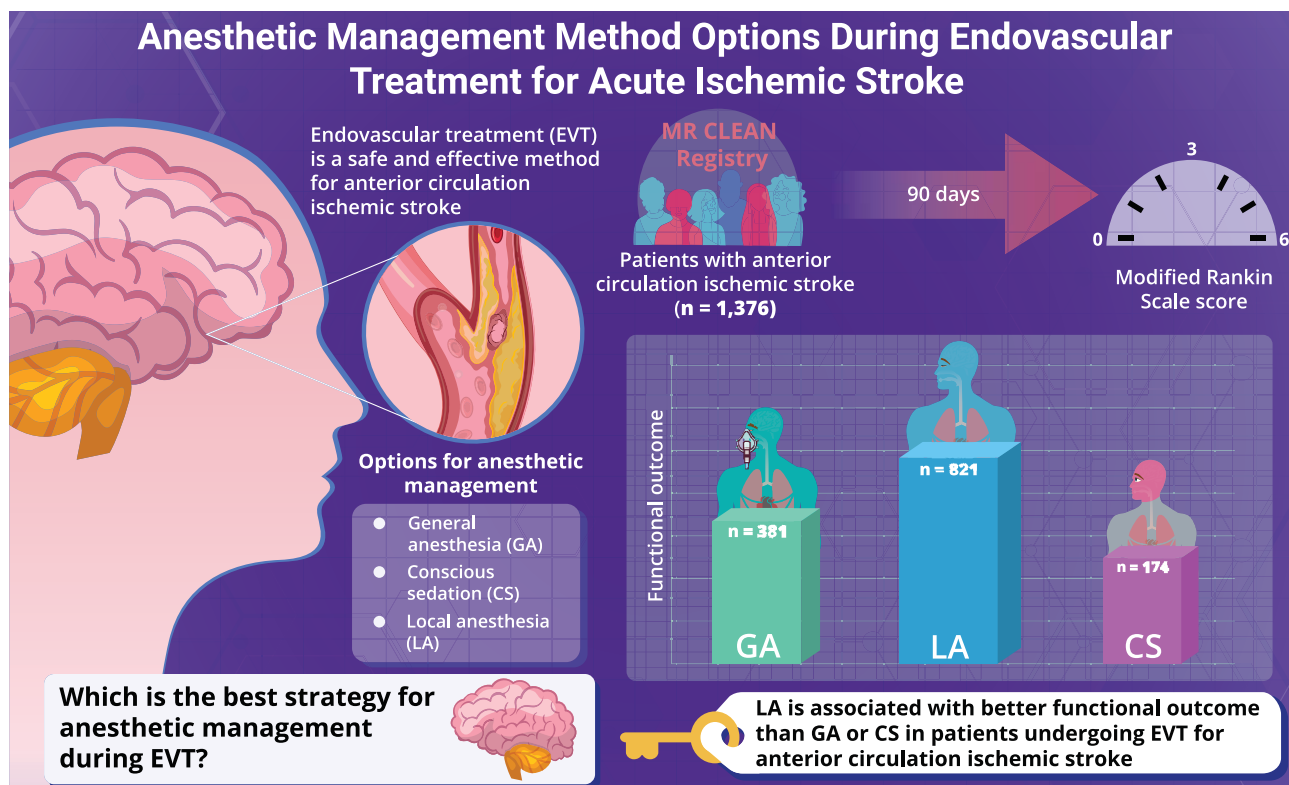 Anesthetic Management Method Options During Endovascular
Treatment for Acute Ischemic Stroke
Endovascular treatment (EVT)
is a safe and effective method
for anterior circulation
ischemic stroke
MR CLEAN
Registry
Patients with anterior
circulation ischemic stroke
(n = 1,376)
90 days
0
3
6
Modified Rankin
Scale score
Options for anesthetic
management
● General
anesthesia (GA)
● Conscious
sedation (CS)
● Local anesthesia
(LA)
Functional outcome
n = 381
GA
n = 821
LA
n = 174
CS
Which is the best strategy for
anesthetic management
during EVT?
LA is associated with better functional outcome
than GA or CS in patients undergoing EVT for
anterior circulation ischemic stroke